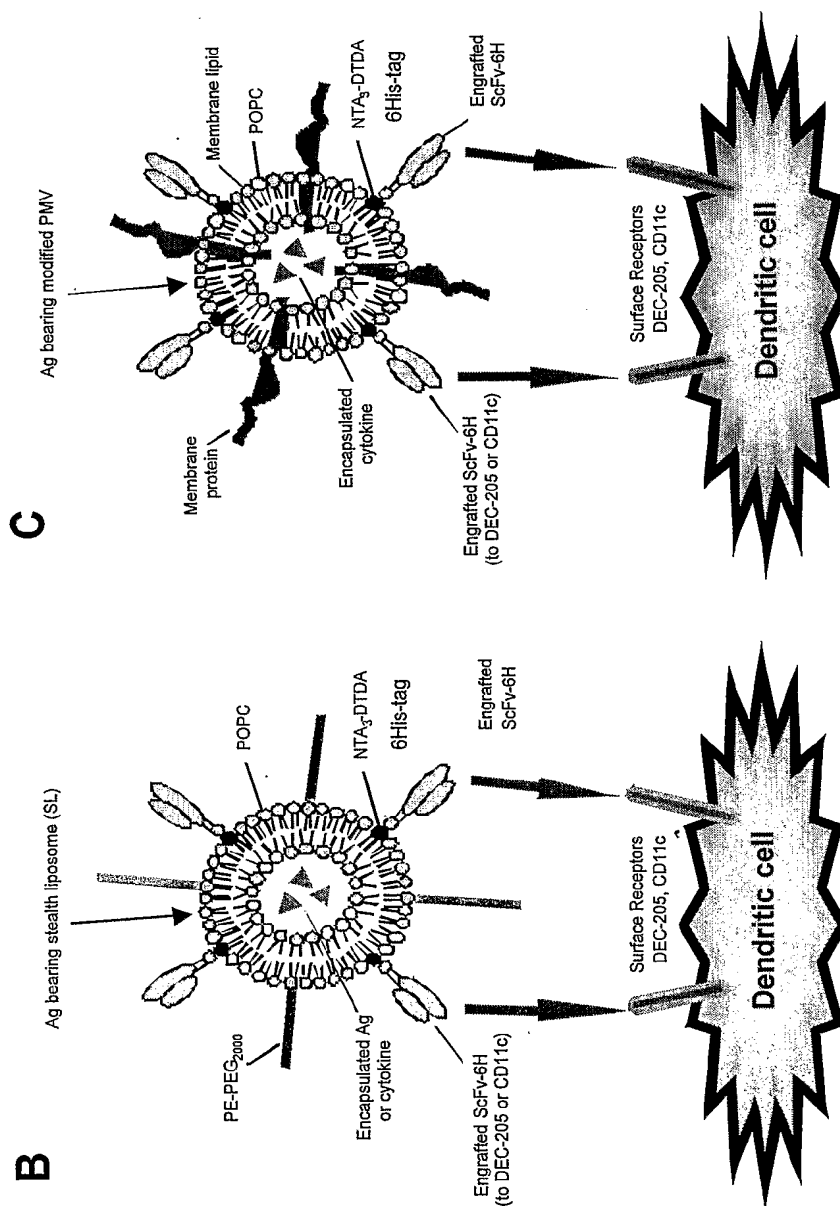 B
Ag bearing stealth liposome (SL)
PE-PEG2000
POPC
NTA3-DTDA
6His-tag
Encapsulated Ag
or cytokine
Engrafted ScFv-6H
(to DEC-205 or CD11c)
Engrafted
ScFv-6H
Surface Receptors
DEC-205, CD11c
Dendritic cell
C
Ag bearing modified PMV
Membrane
protein
Membrane lipid
POPC
NTA3-DTDA
6His-tag
Encapsulated
cytokine
Engrafted ScFv-6H
(to DEC-205 or CD11c)
Engrafted
ScFv-6H
Surface Receptors
DEC-205, CD11c
Dendritic cell